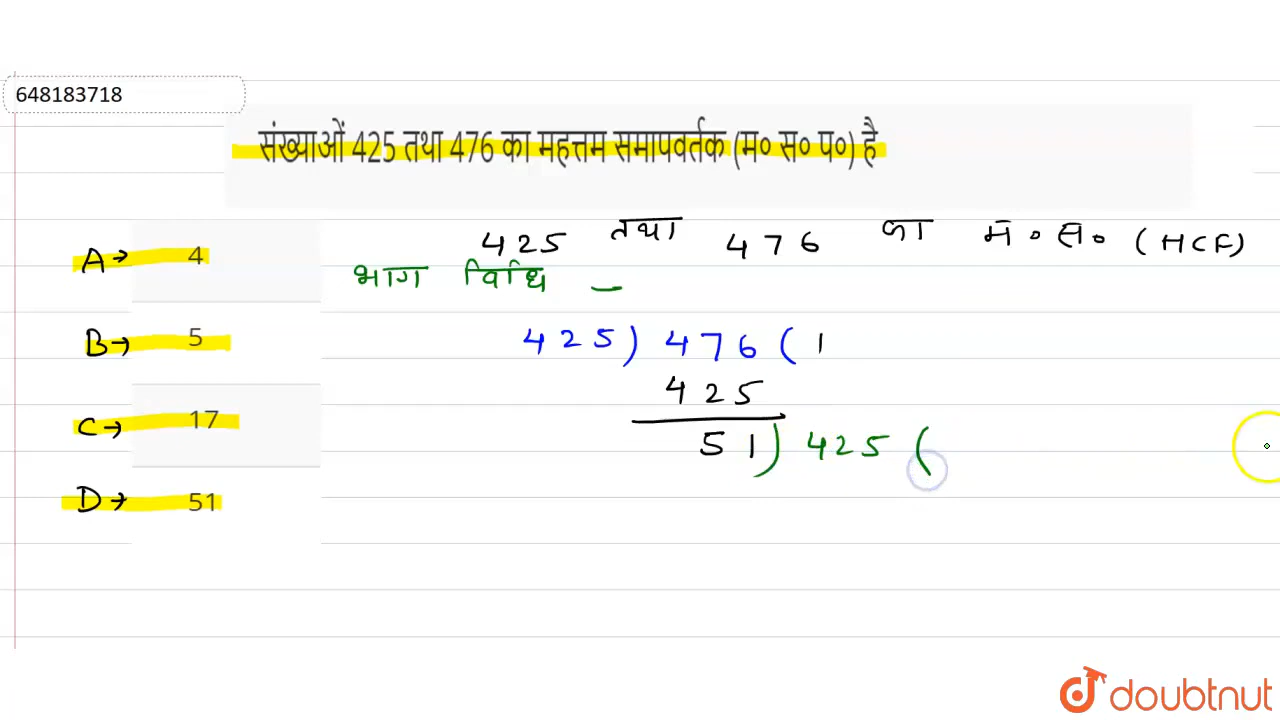 648183718
संख्याओं 425 तथा 476 का महत्तम समापवर्तक (म० स० प०) है
425 तथा 476 का म॰ स॰ (HCF)
A→ 4
भाग विधि –
B→ 5
425) 476 ( 1
425
C→ 17
51) 425 (
D→ 51
doubtnut